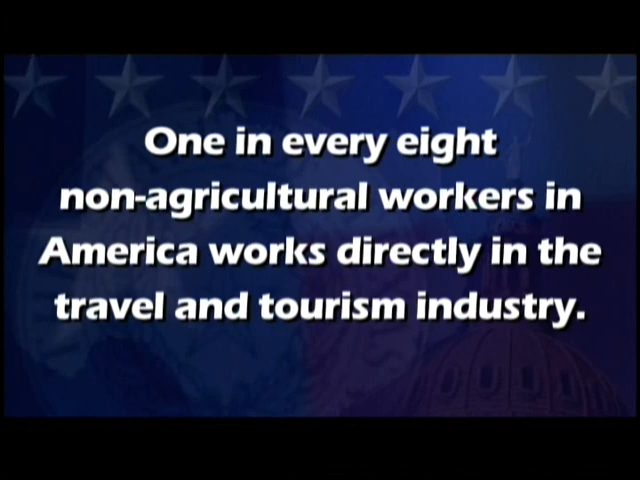 One in every eight
non-agricultural workers in
America works directly in the
travel and tourism industry.